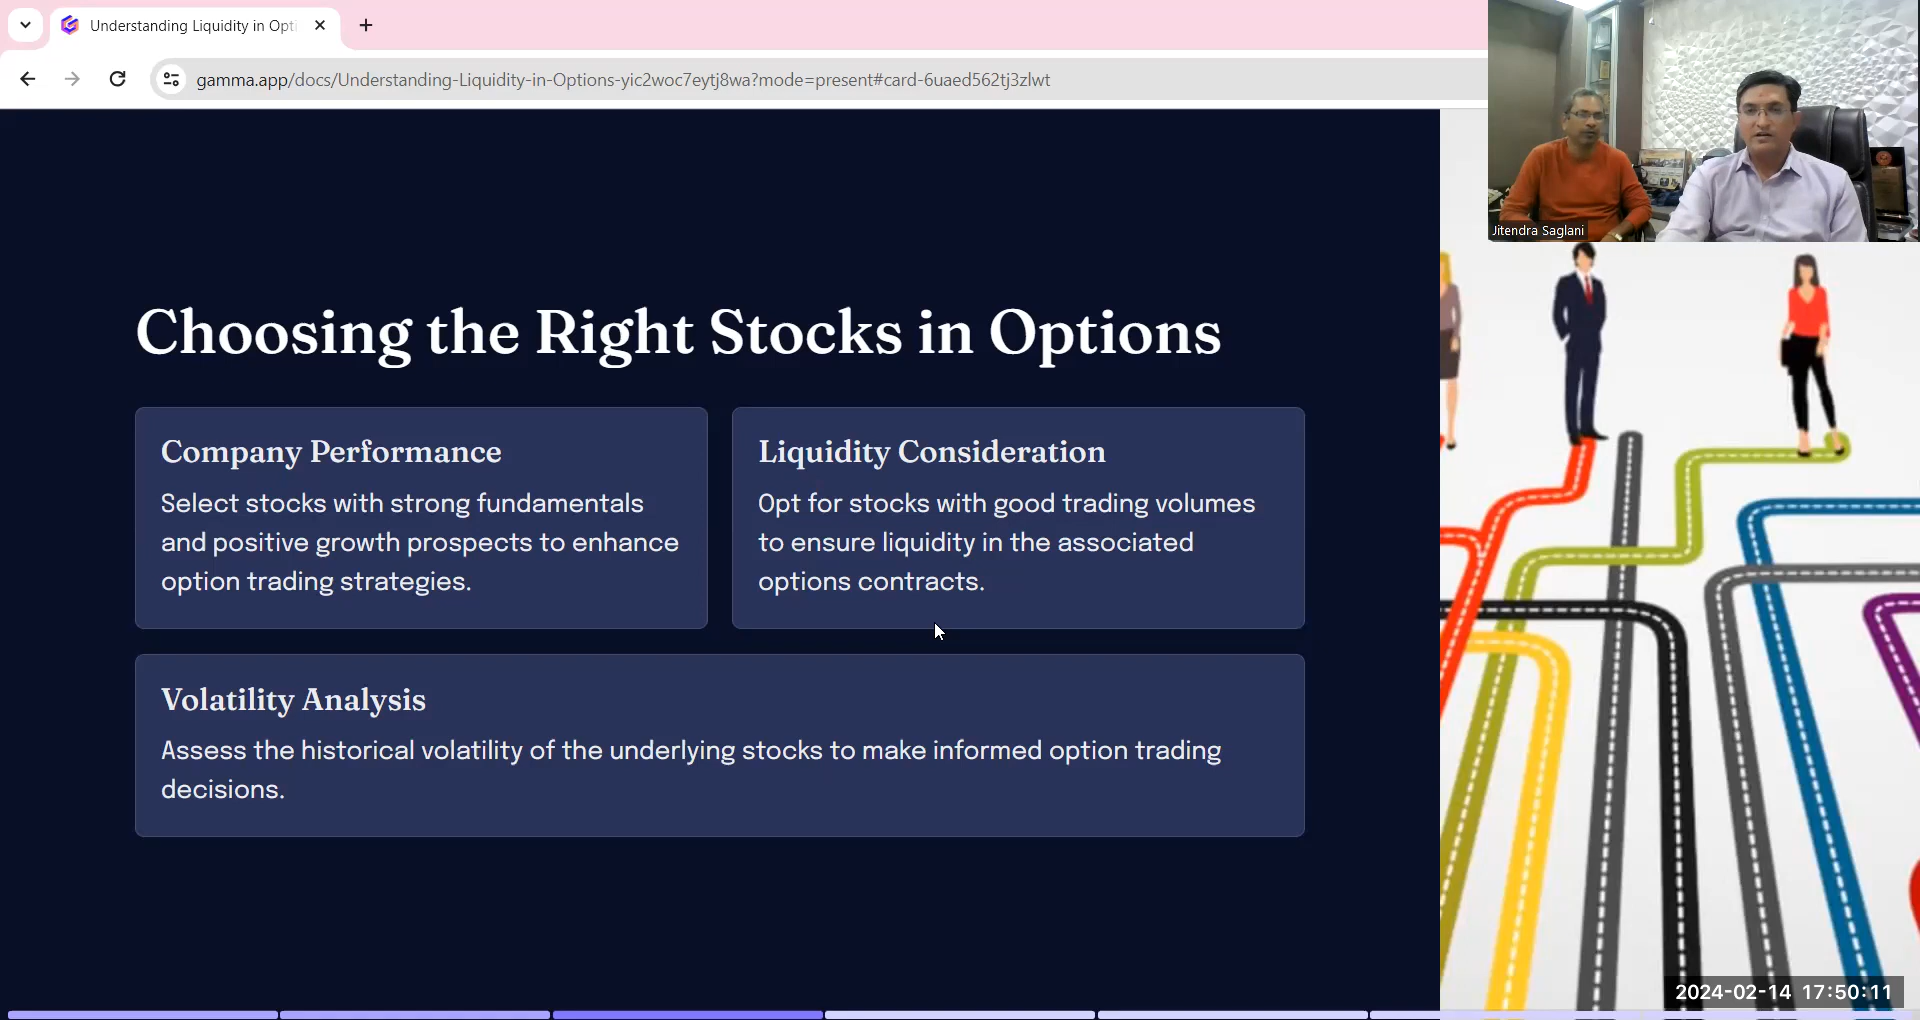 Understanding Liquidity in Opti
gamma.app/docs/Understanding-Liquidity-in-Options-yic2woc7eytj8wa?mode=present#card-6uaed562tj3zlwt
Jitendra Saglani
Choosing the Right Stocks in Options
Company Performance
Select stocks with strong fundamentals
and positive growth prospects to enhance
option trading strategies.
Liquidity Consideration
Opt for stocks with good trading volumes
to ensure liquidity in the associated
options contracts.
Volatility Analysis
Assess the historical volatility of the underlying stocks to make informed option trading
decisions.
2024-02-14 17:50:11